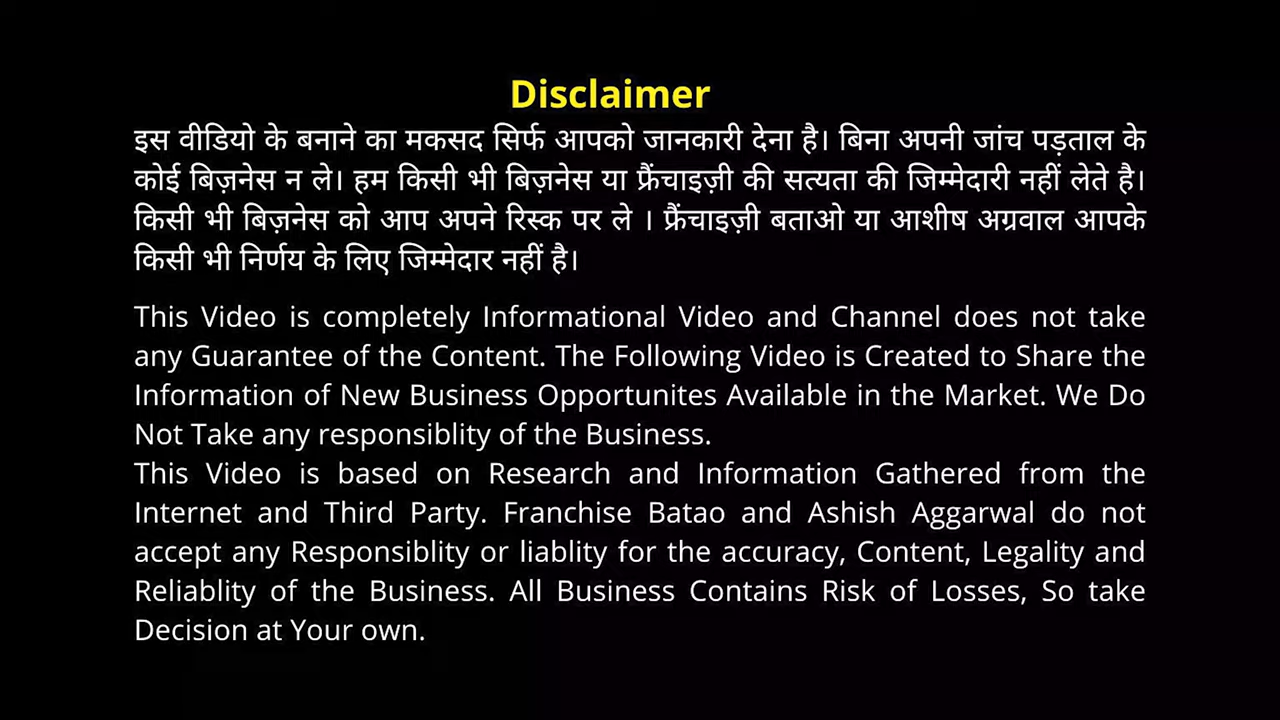 Disclaimer
इस वीडियो के बनाने का मकसद सिर्फ आपको जानकारी देना है। बिना अपनी जांच पड़ताल के
कोई बिज़नेस न ले। हम किसी भी बिज़नेस या फ्रैंचाइज़ी की सत्यता की जिम्मेदारी नहीं लेते है।
किसी भी बिज़नेस को आप अपने रिस्क पर ले । फ्रैंचाइज़ी बताओ या आशीष अग्रवाल आपके
किसी भी निर्णय के लिए जिम्मेदार नहीं है।
This Video is completely Informational Video and Channel does not take
any Guarantee of the Content. The Following Video is Created to Share the
Information of New Business Opportunites Available in the Market. We Do
Not Take any responsiblity of the Business.
This Video is based on Research and Information Gathered from the
Internet and Third Party. Franchise Batao and Ashish Aggarwal do not
accept any Responsiblity or liablity for the accuracy, Content, Legality and
Reliablity of the Business. All Business Contains Risk of Losses, So take
Decision at Your own.